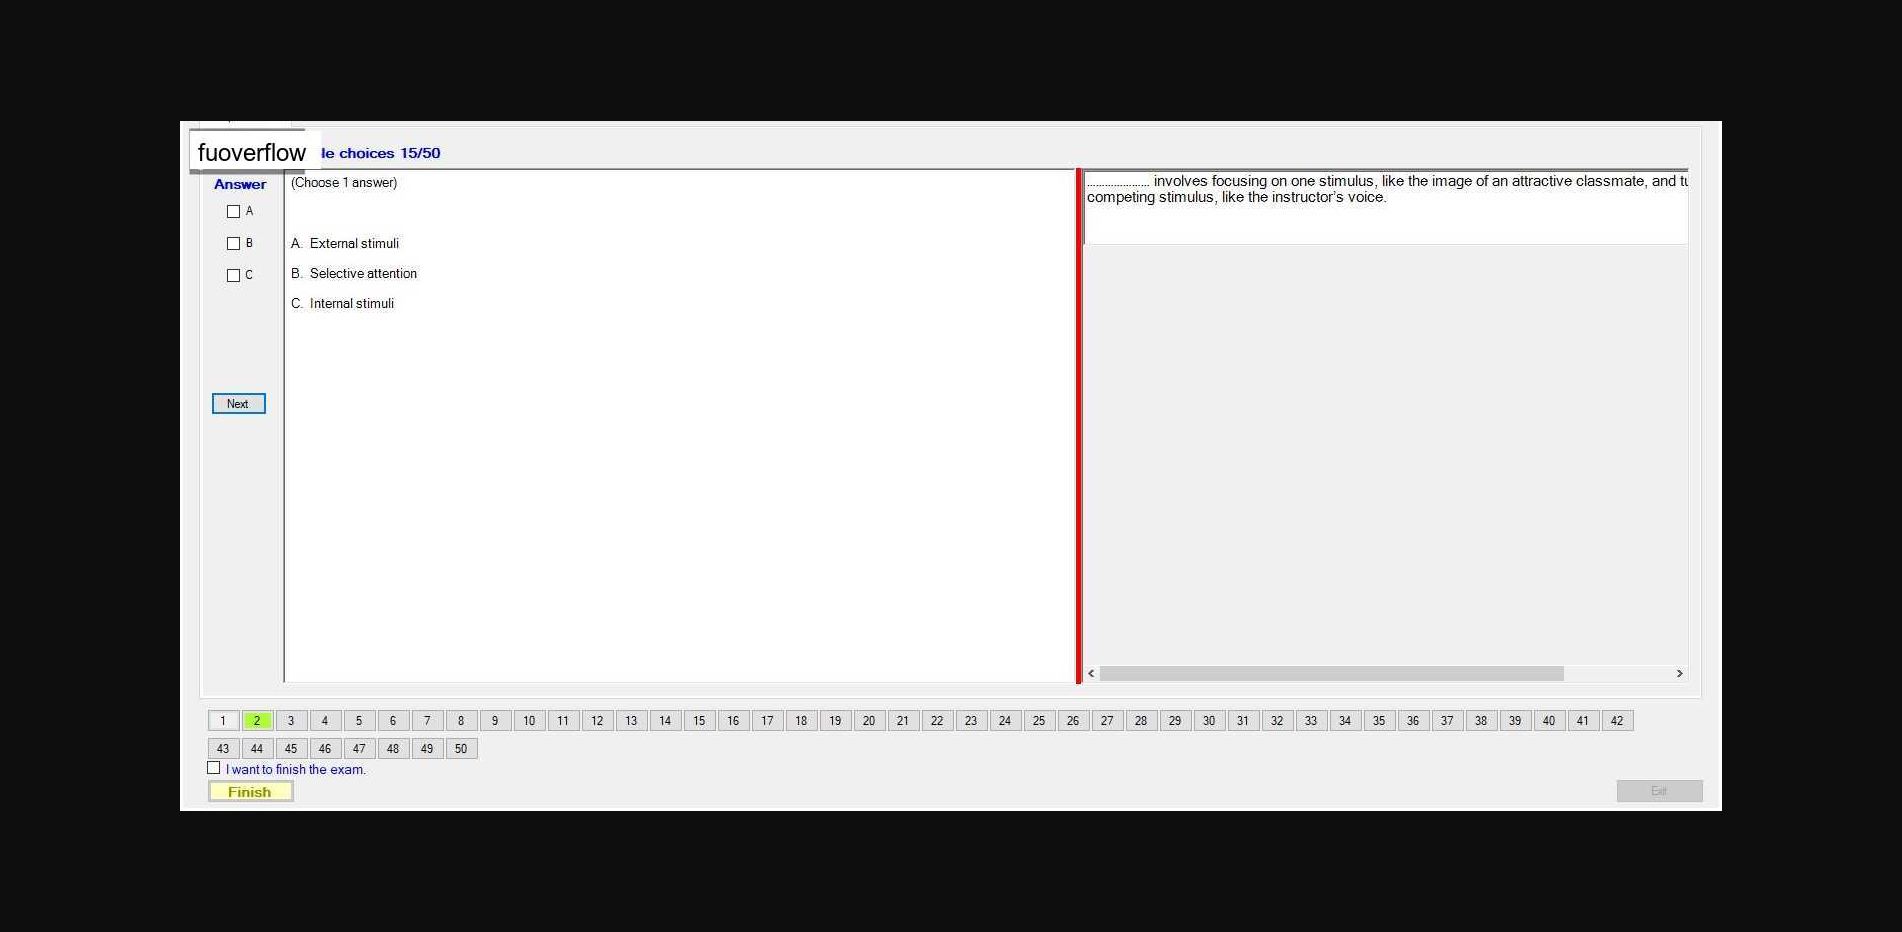 fuoverflow
le choices 15/50
Answer
(Choose 1 answer)
A
B
C
A. External stimuli
B. Selective attention
C. Internal stimuli
Next
..................... involves focusing on one stimulus, like the image of an attractive classmate, and
competing stimulus, like the instructor's voice.
1 2 3 4 5 6 7 8 9 10 11 12 13 14 15 16 17 18 19 20 21 22 23 24 25 26 27 28 29 30 31 32 33 34 35 36 37 38 39 40 41 42
43 44 45 46 47 48 49 50
I want to finish the exam.
Finish
Exit